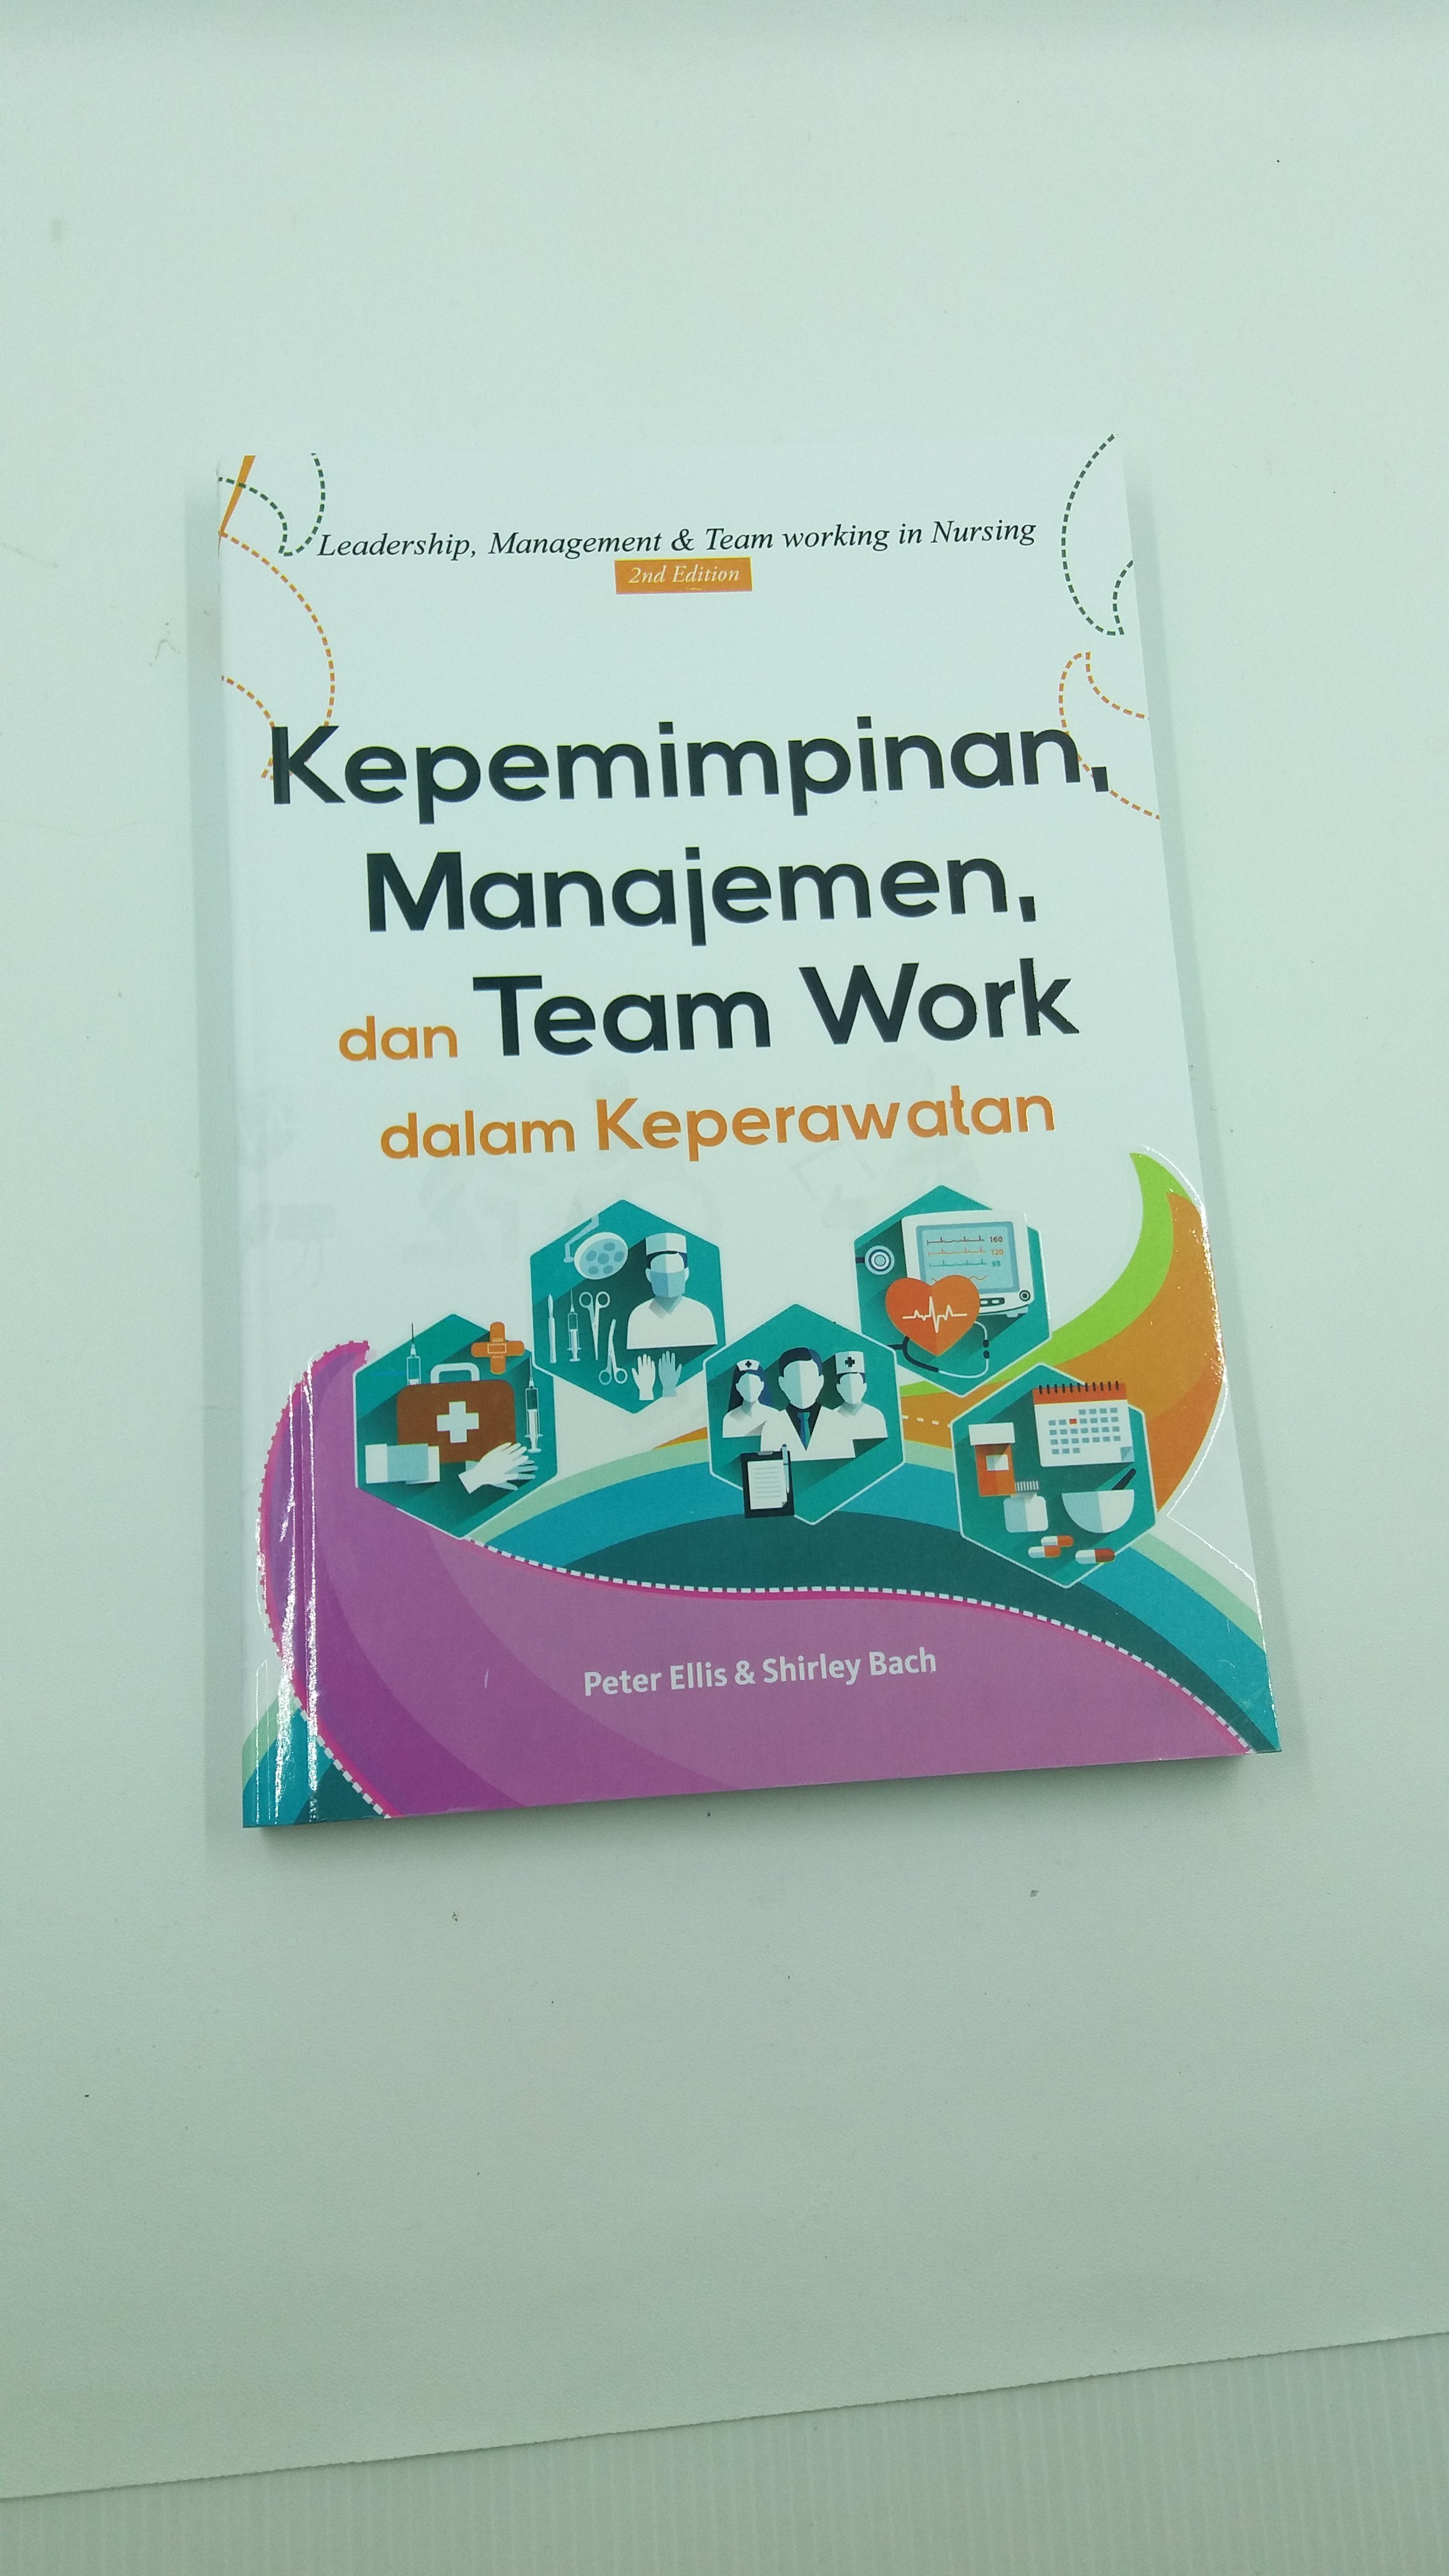 Leadership, Management & Team working in Nursing
2nd Edition
Kepemimpinan,
Manajemen,
dan Team Work
dalam Keperawatan
160
120
98
Peter Ellis & Shirley Bach